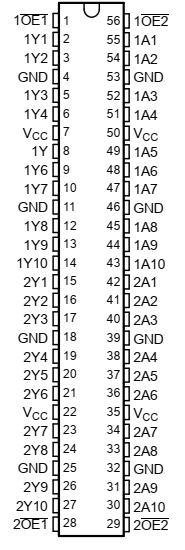 1OE1 1 56 1OE2
1Y1 2 55 1A1
1Y2 3 54 1A2
GND 4 53 GND
1Y3 5 52 1A3
1Y4 6 51 1A4
VCC 7 50 VCC
1Y 8 49 1A5
1Y6 9 48 1A6
1Y7 10 47 1A7
GND 11 46 GND
1Y8 12 45 1A8
1Y9 13 44 1A9
1Y10 14 43 1A10
2Y1 15 42 2A1
2Y2 16 41 2A2
2Y3 17 40 2A3
GND 18 39 GND
2Y4 19 38 2A4
2Y5 20 37 2A5
2Y6 21 36 2A6
VCC 22 35 VCC
2Y7 23 34 2A7
2Y8 24 33 2A8
GND 25 32 GND
2Y9 26 31 2A9
2Y10 27 30 2A10
2OE1 28 29 2OE2